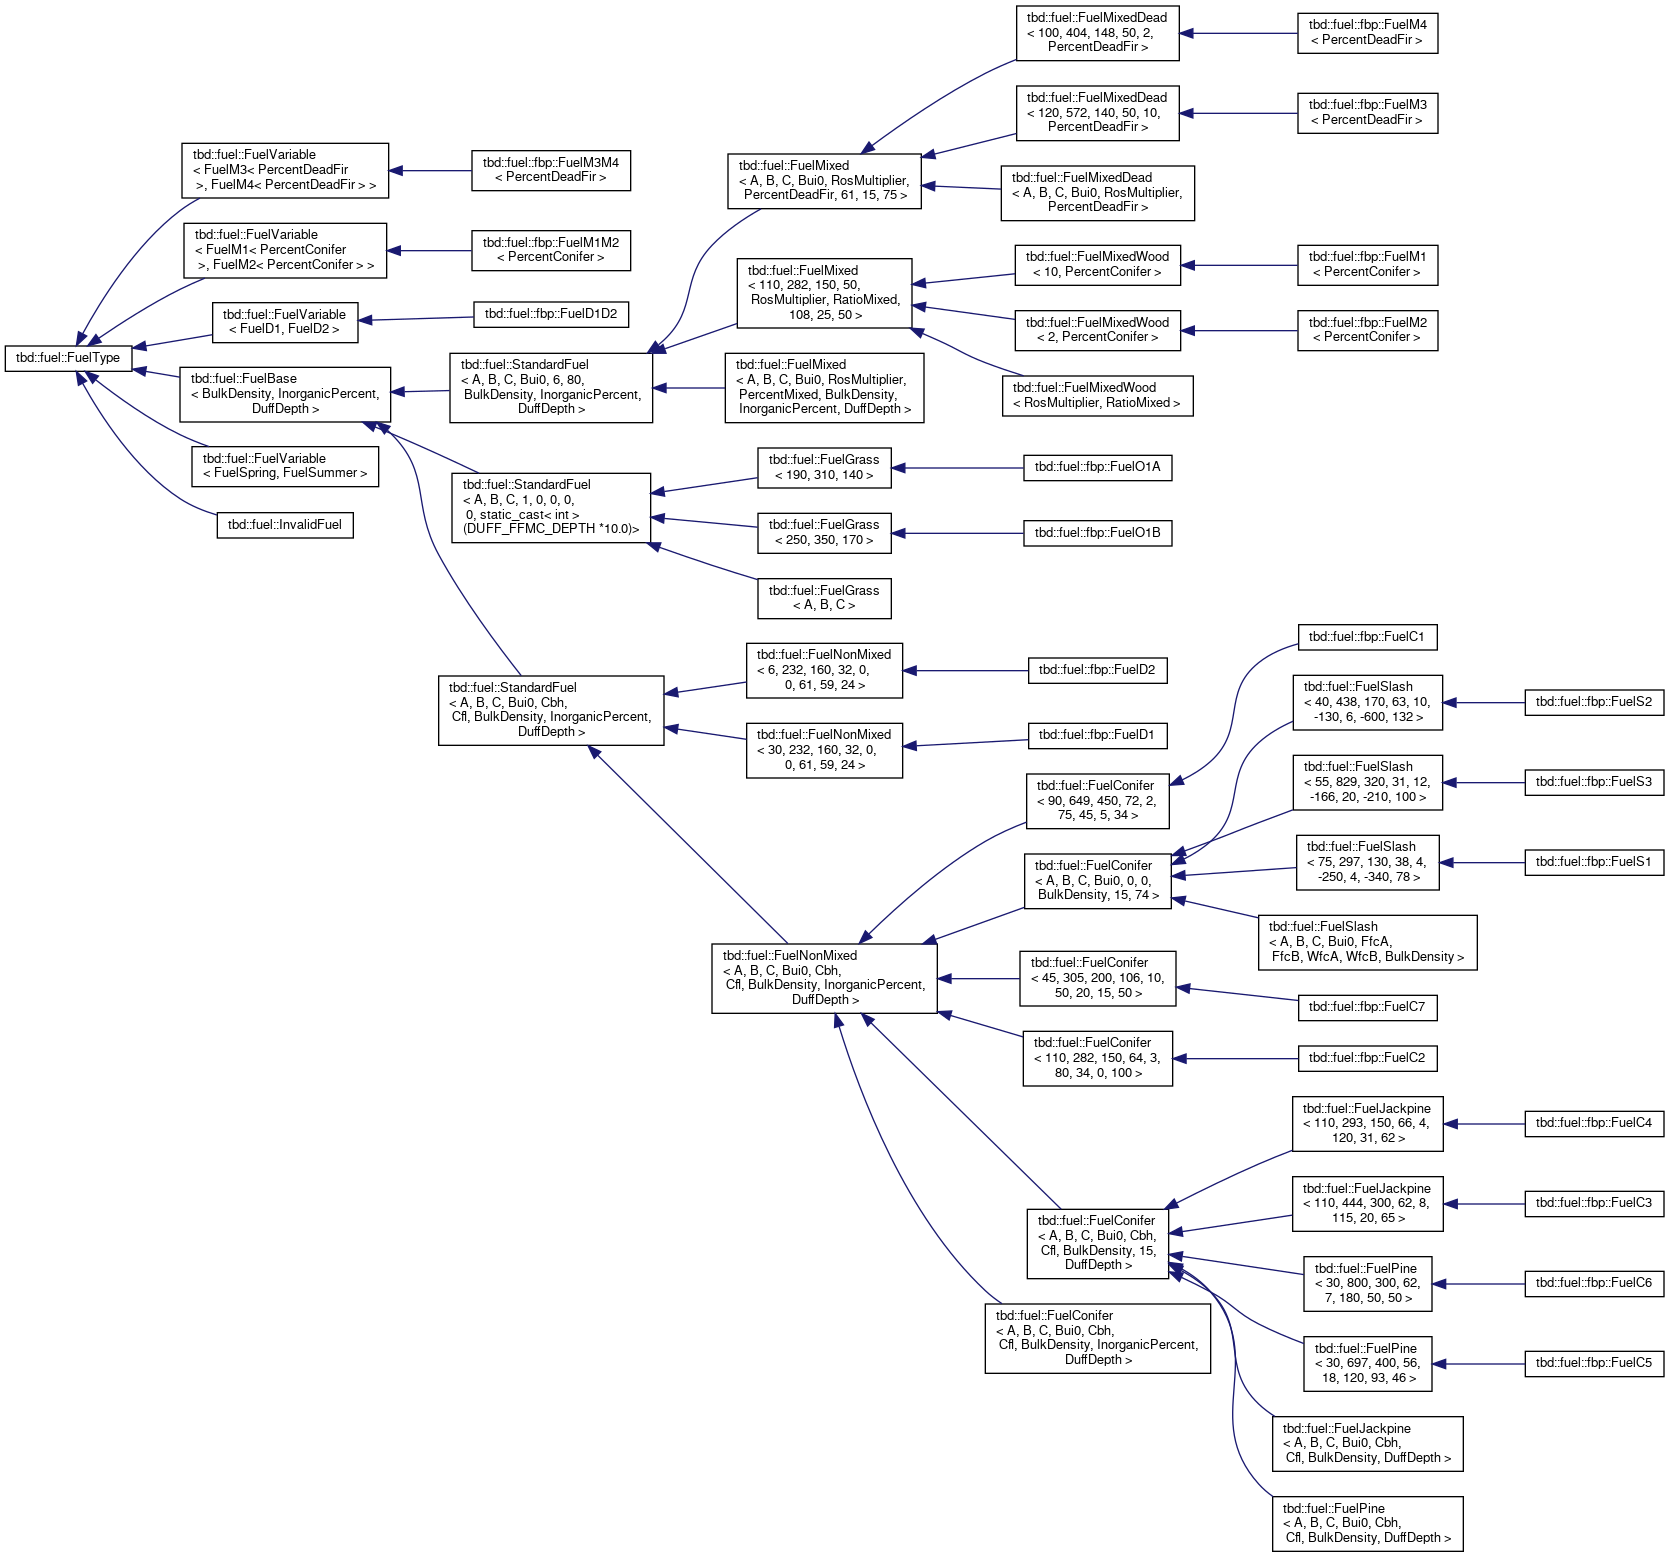 tbd::fuel::FuelType
tbd::fuel::FuelVariable
< FuelM3< PercentDeadFir
>, FuelM4< PercentDeadFir > >
tbd::fuel::fbp::FuelM3M4
< PercentDeadFir >
tbd::fuel::FuelVariable
< FuelM1< PercentConifer
>, FuelM2< PercentConifer > >
tbd::fuel::fbp::FuelM1M2
< PercentConifer >
tbd::fuel::FuelVariable
< FuelD1, FuelD2 >
tbd::fuel::fbp::FuelD1D2
tbd::fuel::FuelBase
< BulkDensity, InorganicPercent,
DuffDepth >
tbd::fuel::FuelVariable
< FuelSpring, FuelSummer >
tbd::fuel::InvalidFuel
tbd::fuel::StandardFuel
< A, B, C, Bui0, 6, 80,
BulkDensity, InorganicPercent,
DuffDepth >
tbd::fuel::StandardFuel
< A, B, C, 1, 0, 0, 0,
0, static_cast< int >
(DUFF_FFMC_DEPTH *10.0)>
tbd::fuel::StandardFuel
< A, B, C, Bui0, Cbh,
Cfl, BulkDensity, InorganicPercent,
DuffDepth >
tbd::fuel::FuelMixed
< A, B, C, Bui0, RosMultiplier,
PercentDeadFir, 61, 15, 75 >
tbd::fuel::FuelMixed
< 110, 282, 150, 50,
RosMultiplier, RatioMixed,
108, 25, 50 >
tbd::fuel::FuelMixed
< A, B, C, Bui0, RosMultiplier,
PercentMixed, BulkDensity,
InorganicPercent, DuffDepth >
tbd::fuel::FuelMixedDead
< 100, 404, 148, 50, 2,
PercentDeadFir >
tbd::fuel::fbp::FuelM4
< PercentDeadFir >
tbd::fuel::FuelMixedDead
< 120, 572, 140, 50, 10,
PercentDeadFir >
tbd::fuel::fbp::FuelM3
< PercentDeadFir >
tbd::fuel::FuelMixedDead
< A, B, C, Bui0, RosMultiplier,
PercentDeadFir >
tbd::fuel::FuelMixedWood
< 10, PercentConifer >
tbd::fuel::fbp::FuelM1
< PercentConifer >
tbd::fuel::FuelMixedWood
< 2, PercentConifer >
tbd::fuel::fbp::FuelM2
< PercentConifer >
tbd::fuel::FuelMixedWood
< RosMultiplier, RatioMixed >
tbd::fuel::FuelGrass
< 190, 310, 140 >
tbd::fuel::fbp::FuelO1A
tbd::fuel::FuelGrass
< 250, 350, 170 >
tbd::fuel::fbp::FuelO1B
tbd::fuel::FuelGrass
< A, B, C >
tbd::fuel::FuelNonMixed
< 6, 232, 160, 32, 0,
0, 61, 59, 24 >
tbd::fuel::fbp::FuelD2
tbd::fuel::FuelNonMixed
< 30, 232, 160, 32, 0,
0, 61, 59, 24 >
tbd::fuel::fbp::FuelD1
tbd::fuel::FuelNonMixed
< A, B, C, Bui0, Cbh,
Cfl, BulkDensity, InorganicPercent,
DuffDepth >
tbd::fuel::FuelConifer
< 90, 649, 450, 72, 2,
75, 45, 5, 34 >
tbd::fuel::fbp::FuelC1
tbd::fuel::FuelConifer
< A, B, C, Bui0, 0, 0,
BulkDensity, 15, 74 >
tbd::fuel::FuelSlash
< 40, 438, 170, 63, 10,
-130, 6, -600, 132 >
tbd::fuel::fbp::FuelS2
tbd::fuel::FuelSlash
< 55, 829, 320, 31, 12,
-166, 20, -210, 100 >
tbd::fuel::fbp::FuelS3
tbd::fuel::FuelSlash
< 75, 297, 130, 38, 4,
-250, 4, -340, 78 >
tbd::fuel::fbp::FuelS1
tbd::fuel::FuelSlash
< A, B, C, Bui0, FfcA,
FfcB, WfcA, WfcB, BulkDensity >
tbd::fuel::FuelConifer
< 45, 305, 200, 106, 10,
50, 20, 15, 50 >
tbd::fuel::fbp::FuelC7
tbd::fuel::FuelConifer
< 110, 282, 150, 64, 3,
80, 34, 0, 100 >
tbd::fuel::fbp::FuelC2
tbd::fuel::FuelConifer
< A, B, C, Bui0, Cbh,
Cfl, BulkDensity, 15,
DuffDepth >
tbd::fuel::FuelConifer
< A, B, C, Bui0, Cbh,
Cfl, BulkDensity, InorganicPercent,
DuffDepth >
tbd::fuel::FuelJackpine
< 110, 293, 150, 66, 4,
120, 31, 62 >
tbd::fuel::fbp::FuelC4
tbd::fuel::FuelJackpine
< 110, 444, 300, 62, 8,
115, 20, 65 >
tbd::fuel::fbp::FuelC3
tbd::fuel::FuelPine
< 30, 800, 300, 62,
7, 180, 50, 50 >
tbd::fuel::fbp::FuelC6
tbd::fuel::FuelPine
< 30, 697, 400, 56,
18, 120, 93, 46 >
tbd::fuel::fbp::FuelC5
tbd::fuel::FuelJackpine
< A, B, C, Bui0, Cbh,
Cfl, BulkDensity, DuffDepth >
tbd::fuel::FuelPine
< A, B, C, Bui0, Cbh,
Cfl, BulkDensity, DuffDepth >